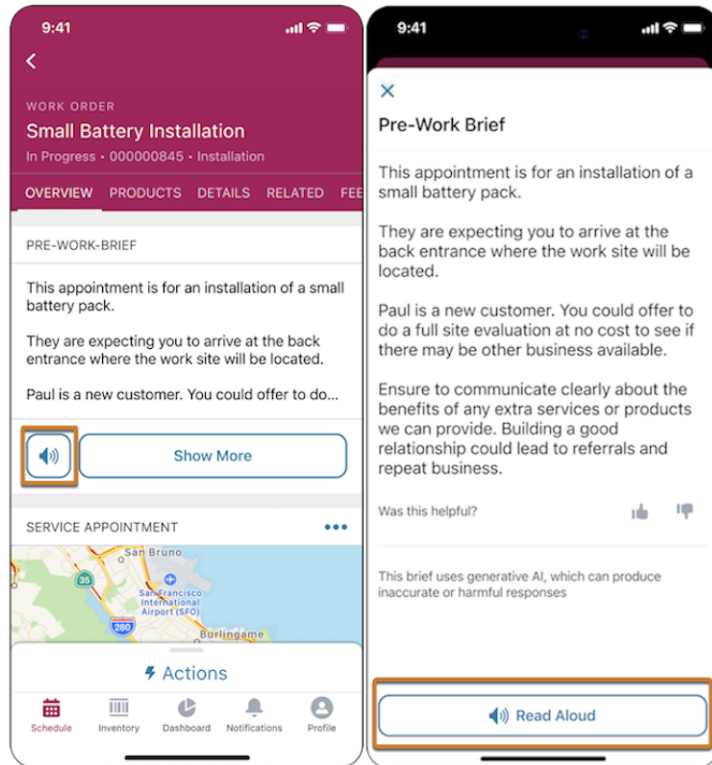 9:41
WORK ORDER
Small Battery Installation
In Progress • 000000845 • Installation
OVERVIEW PRODUCTS DETAILS RELATED FEE
PRE-WORK-BRIEF
This appointment is for an installation of a small
battery pack.
They are expecting you to arrive at the back
entrance where the work site will be located.
Paul is a new customer. You could offer to do...
Show More
SERVICE APPOINTMENT
San Bruno
35
San Francisco
International
Airport (SFO)
280
Burlingame
Actions
Schedule Inventory Dashboard Notifications Profile
9:41
Pre-Work Brief
This appointment is for an installation of a
small battery pack.
They are expecting you to arrive at the
back entrance where the work site will be
located.
Paul is a new customer. You could offer to
do a full site evaluation at no cost to see if
there may be other business available.
Ensure to communicate clearly about the
benefits of any extra services or products
we can provide. Building a good
relationship could lead to referrals and
repeat business.
Was this helpful?
This brief uses generative AI, which can produce
inaccurate or harmful responses
Read Aloud